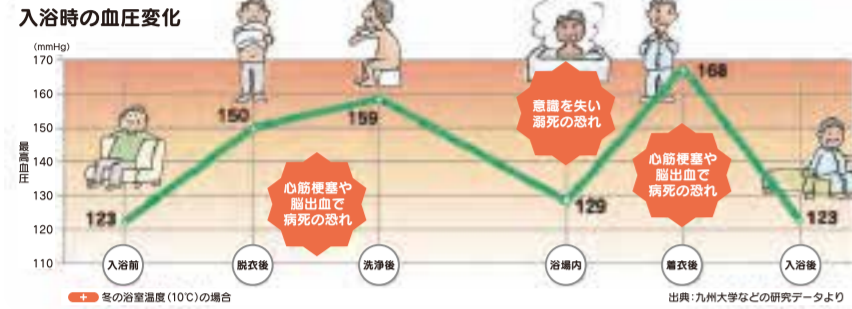 入浴時の血圧変化
(mmHg)
170
160
150
140
130
120
110
最高血圧
123
150
159
129
168
123
心筋梗塞や
脳出血で
病死の恐れ
意識を失い
溺死の恐れ
心筋梗塞や
脳出血で
病死の恐れ
入浴前
脱衣後
洗浄後
浴場内
着衣後
入浴後
+ 冬の浴室温度(10℃)の場合
出典:九州大学などの研究データより